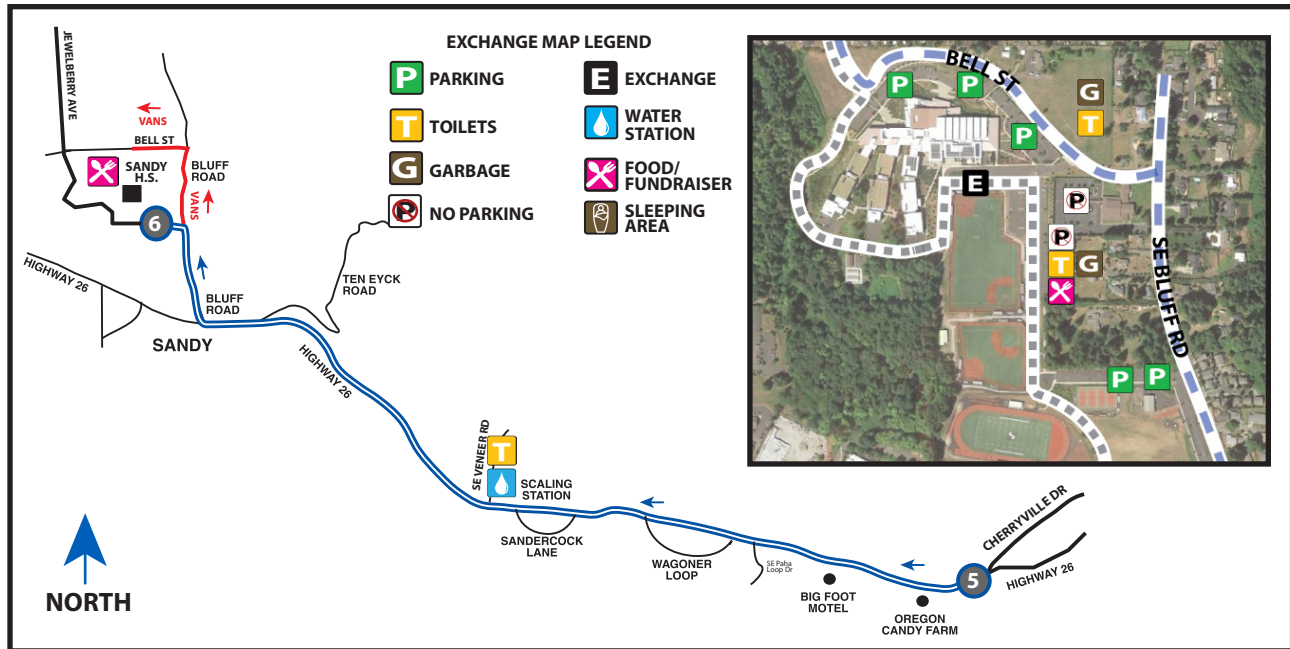 JEWELBERRY AVE
VANS
BELL ST
BLUFF
ROAD
SANDY
H.S.
VANS
6
HIGHWAY 26
BLUFF
ROAD
SANDY
TEN EYCK
ROAD
HIGHWAY 26
EXCHANGE MAP LEGEND
P PARKING
T TOILETS
G GARBAGE
P NO PARKING
E EXCHANGE
WATER
STATION
FOOD/
FUNDRAISER
SLEEPING
AREA
BELL ST
SE BLUFF RD
P
P
P
G
T
E
P
P
T
G
P
P
SE VENEER RD
T
SCALING
STATION
SANDERCOCK
LANE
WAGONER
LOOP
SE Paha
Loop Dr
BIG FOOT
MOTEL
OREGON
CANDY FARM
5
CHERRYVILLE DR
HIGHWAY 26
NORTH